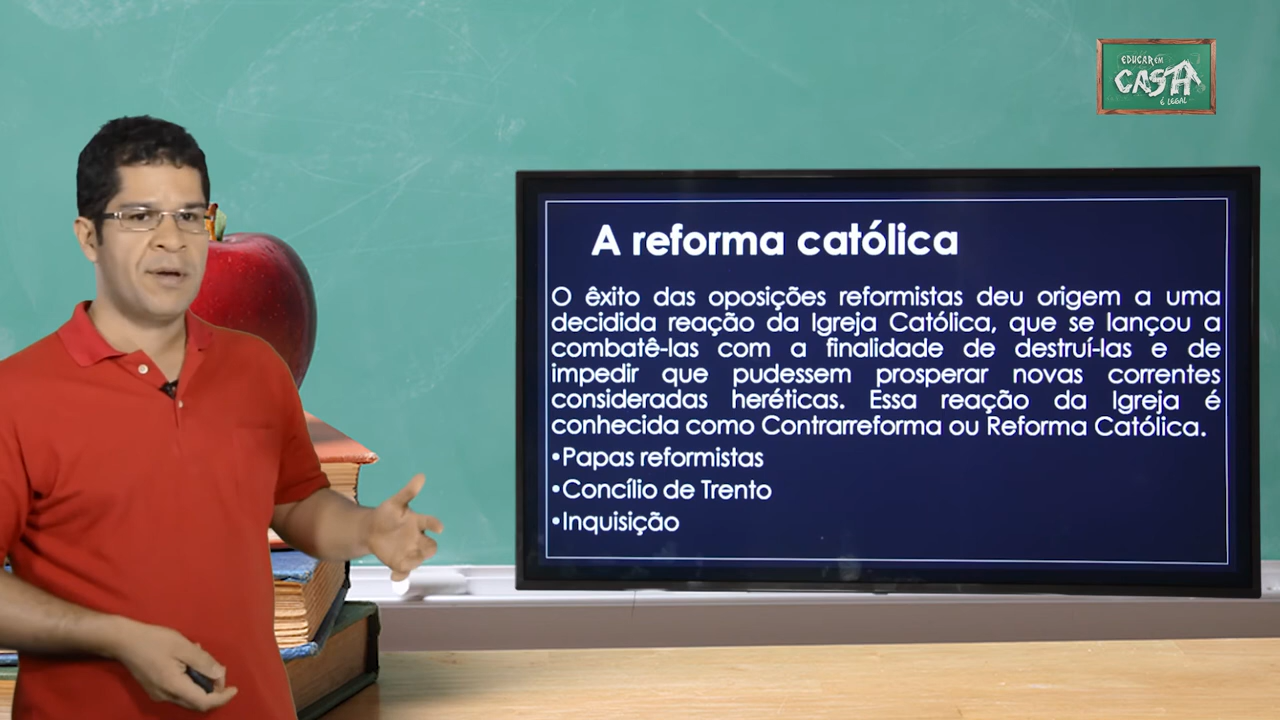 EDUCAR EM
CASA
É LEGAL
A reforma católica
O êxito das oposições reformistas deu origem a uma
decidida reação da Igreja Católica, que se lançou a
combatê-las com a finalidade de destruí-las e de
impedir que pudessem prosperar novas correntes
consideradas heréticas. Essa reação da Igreja é
conhecida como Contrarreforma ou Reforma Católica.
•Papas reformistas
•Concílio de Trento
•Inquisição